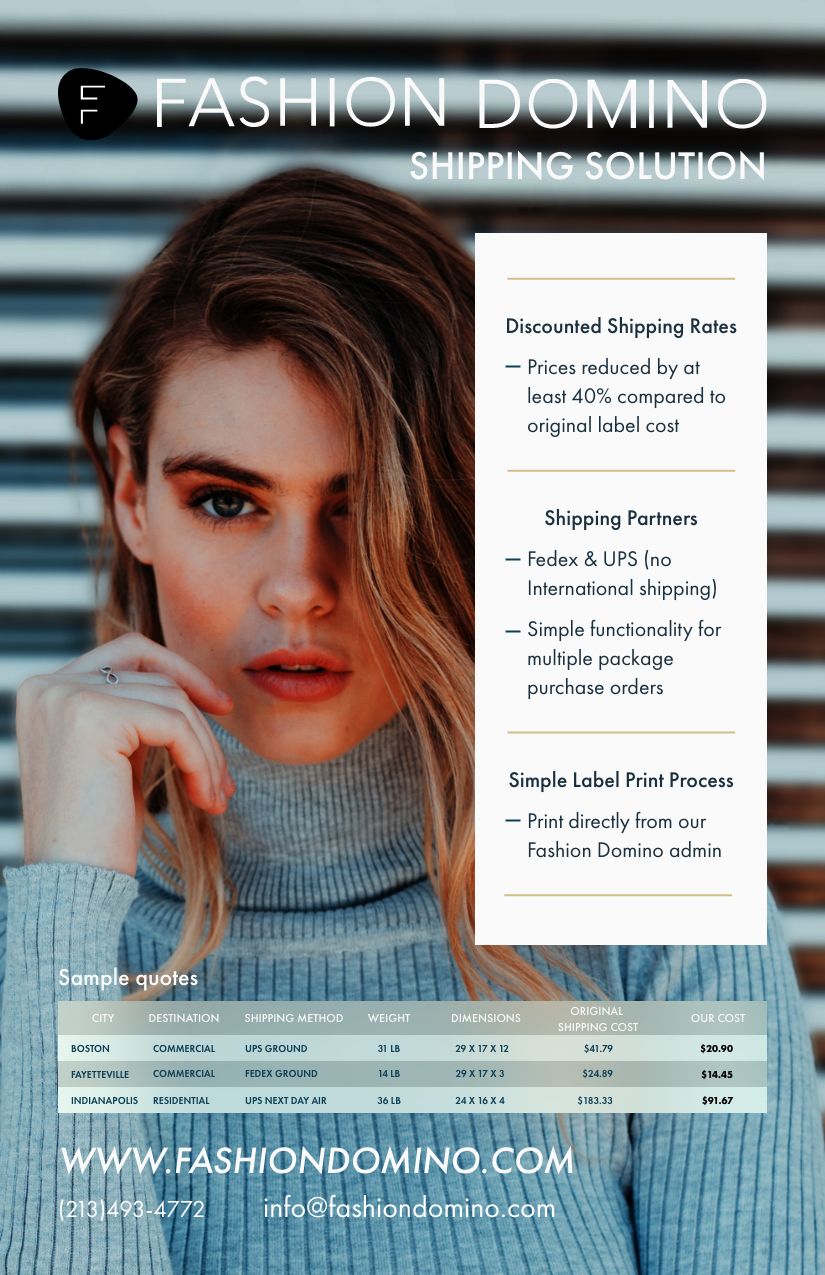 F
FASHION DOMINO
SHIPPING SOLUTION
Discounted Shipping Rates
– Prices reduced by at
least 40% compared to
original label cost
Shipping Partners
– Fedex & UPS (no
International shipping)
– Simple functionality for
multiple package
purchase orders
Simple Label Print Process
– Print directly from our
Fashion Domino admin
Sample quotes
CITY DESTINATION SHIPPING METHOD WEIGHT DIMENSIONS ORIGINAL
SHIPPING COST OUR COST
BOSTON COMMERCIAL UPS GROUND 31 LB 29 X 17 X 12 $41.79 $20.90
FAYETTEVILLE COMMERCIAL FEDEX GROUND 14 LB 29 X 17 X 3 $24.89 $14.45
INDIANAPOLIS RESIDENTIAL UPS NEXT DAY AIR 36 LB 24 X 16 X 4 $183.33 $91.67
WWW.FASHIONDOMINO.COM
(213)493-4772 info@fashiondomino.com